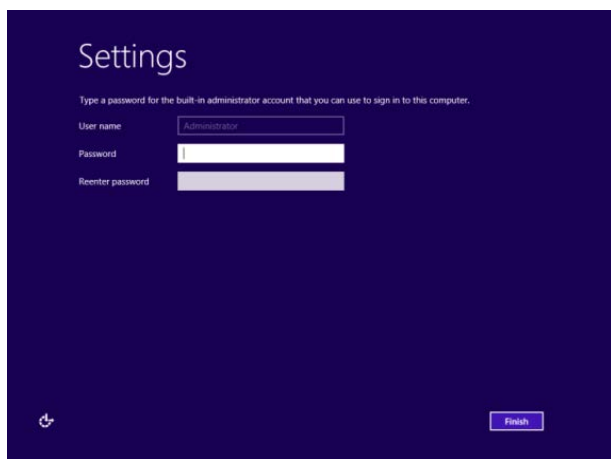 Settings
Type a password for the built-in administrator account that you can use to sign in to this computer.
User name Administrator
Password
Reenter password
Finish